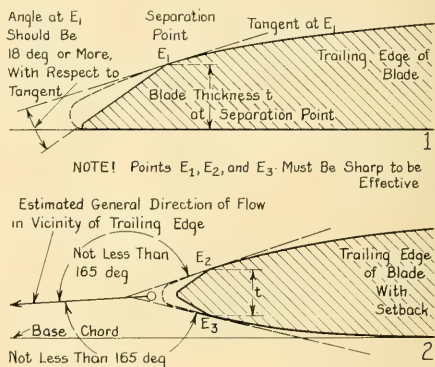 Angle at E₁
Should Be
18 deg or More,
With Respect to
Tangent
Separation
Point
E₁
Tangent at E₁
Trailing Edge of
Blade
Blade Thickness t
at Separation Point
1
NOTE! Points E₁, E₂, and E₃ Must Be Sharp to be
Effective
Estimated General Direction of Flow
in Vicinity of Trailing Edge
Not Less Than
165 deg
E₂
t
E₃
Trailing Edge
of Blade
With
Setback
Base Chord
Not Less Than 165 deg
2